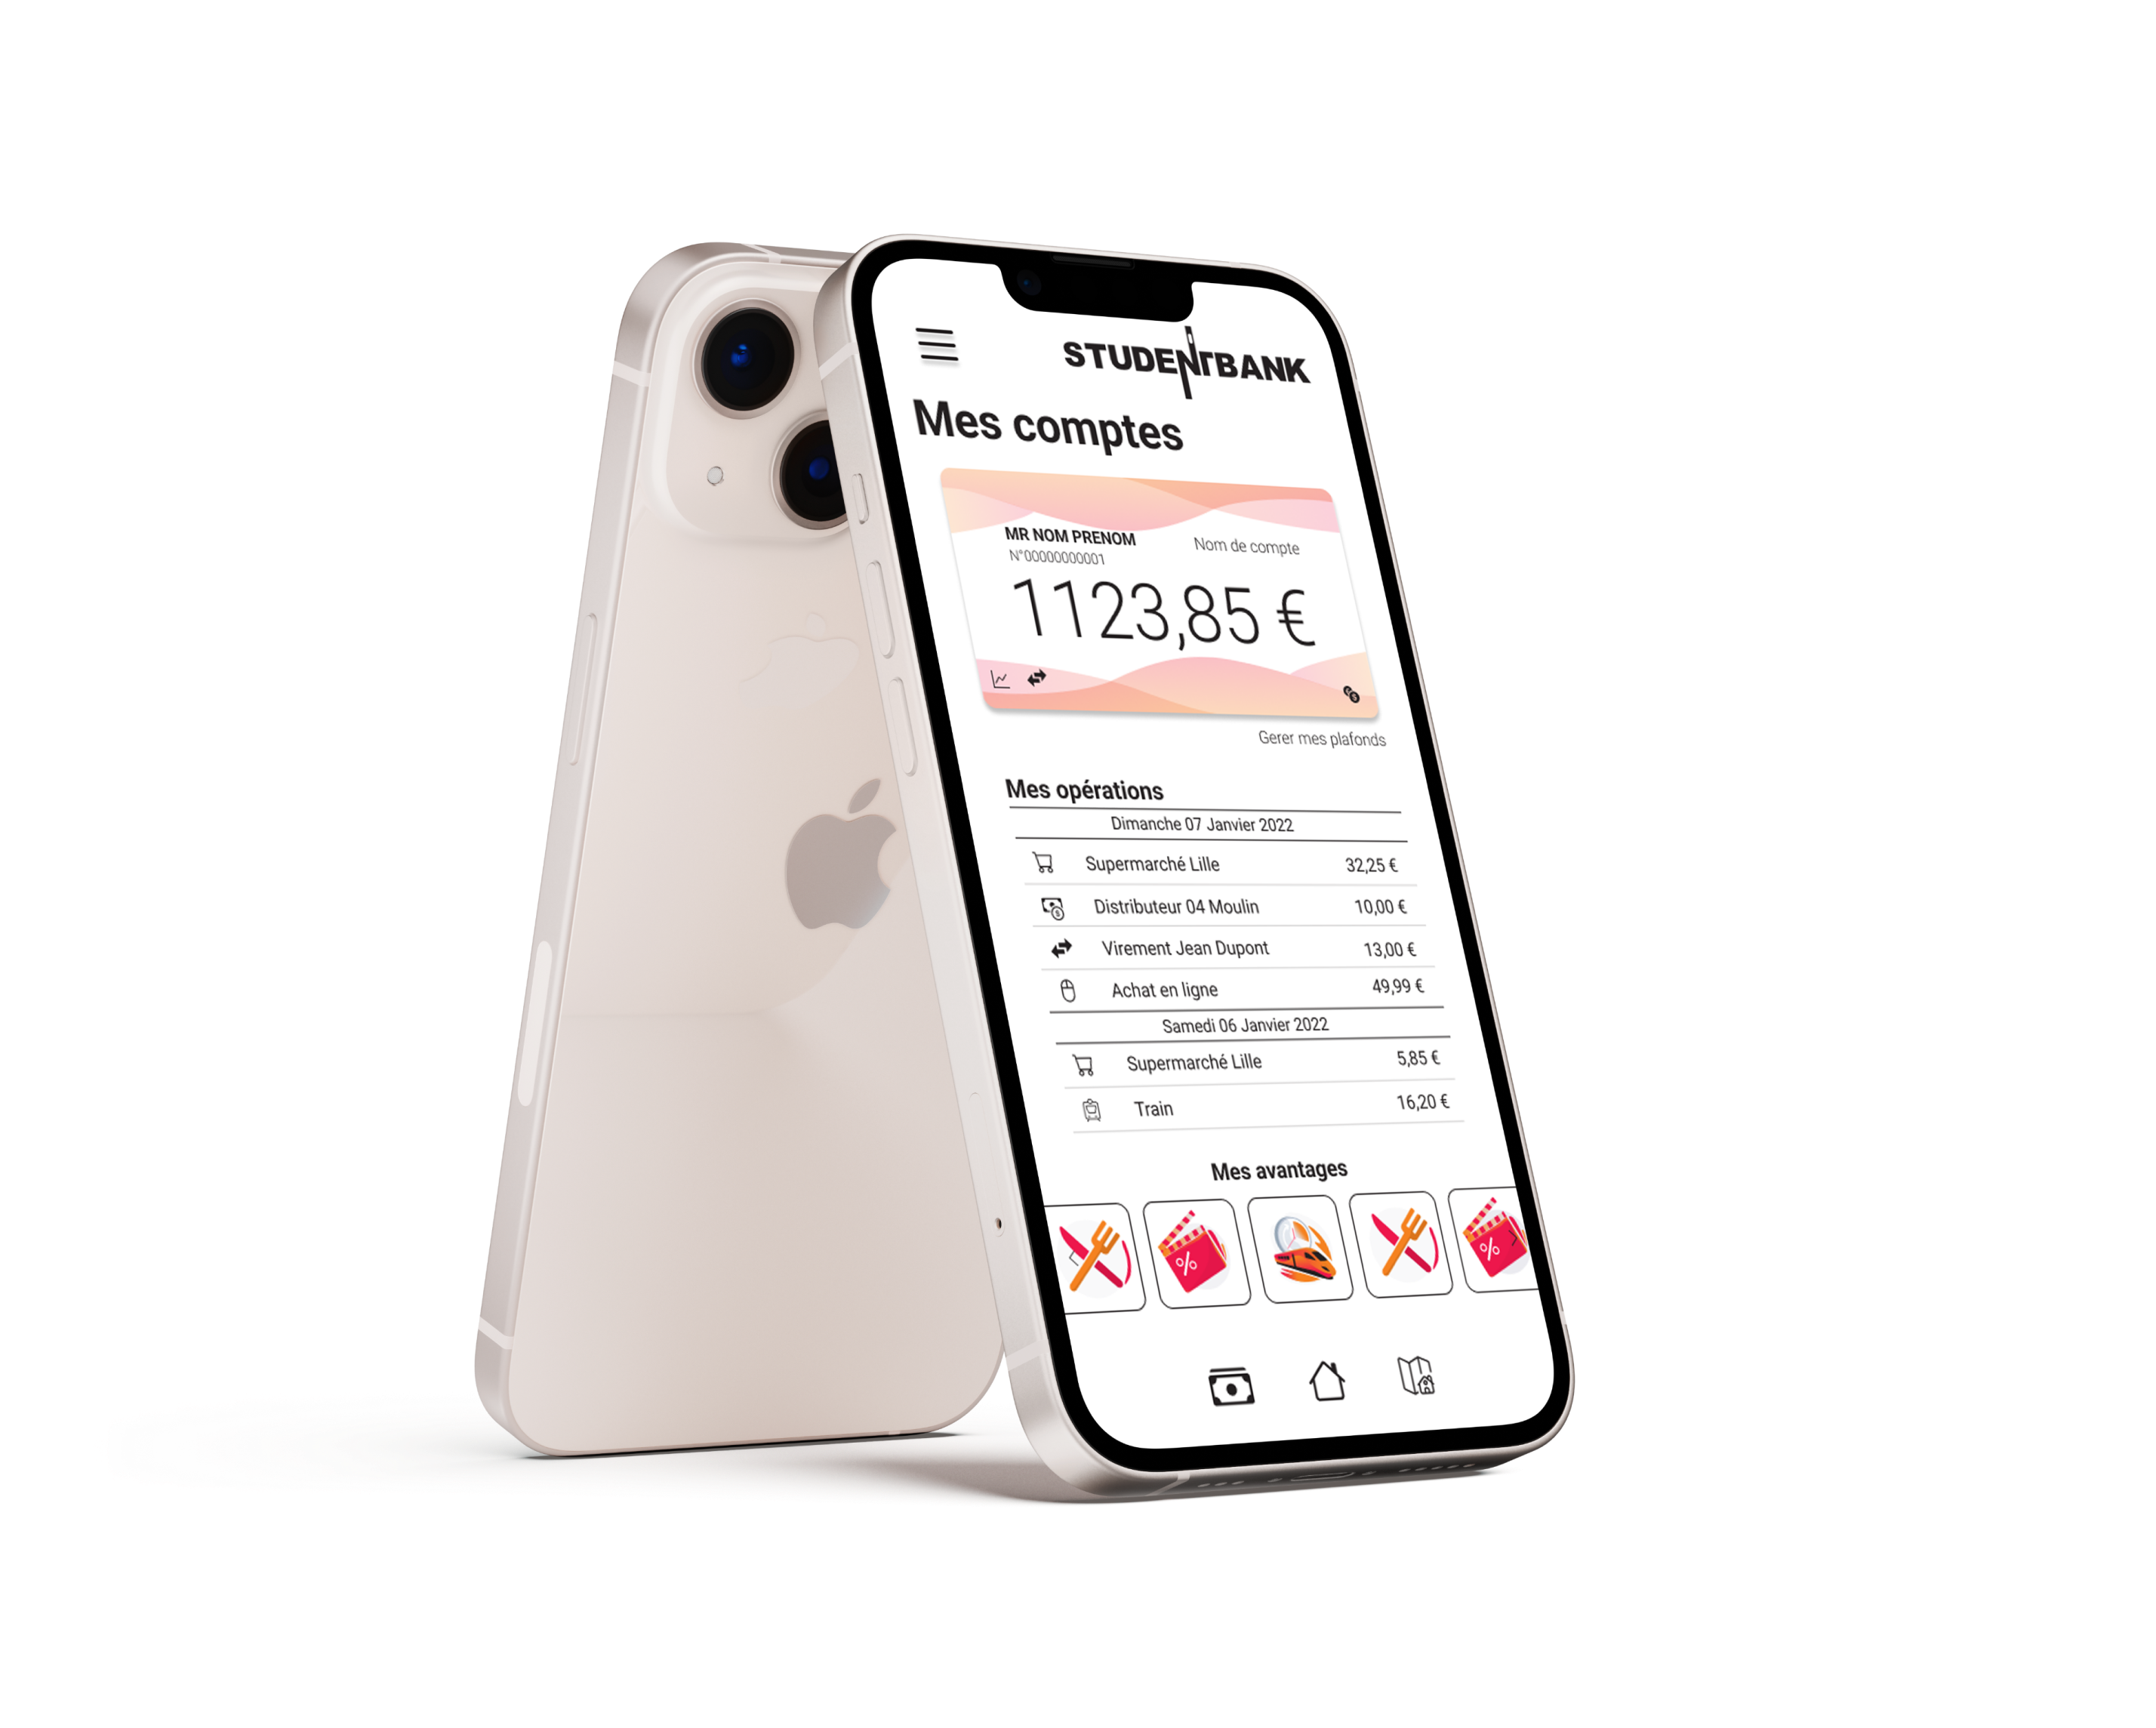 STUDENTBANK
Mes comptes
MR NOM PRENOM
Nom de compte
N°00000000001
1123,85 €
Gerer mes plafonds
Mes opérations
Dimanche 07 Janvier 2022
Supermarché Lille 32,25 €
Distributeur 04 Moulin 10,00 €
Virement Jean Dupont 13,00 €
Achat en ligne 49,99 €
Samedi 06 Janvier 2022
Supermarché Lille 5,85 €
Train 16,20 €
Mes avantages
%
%